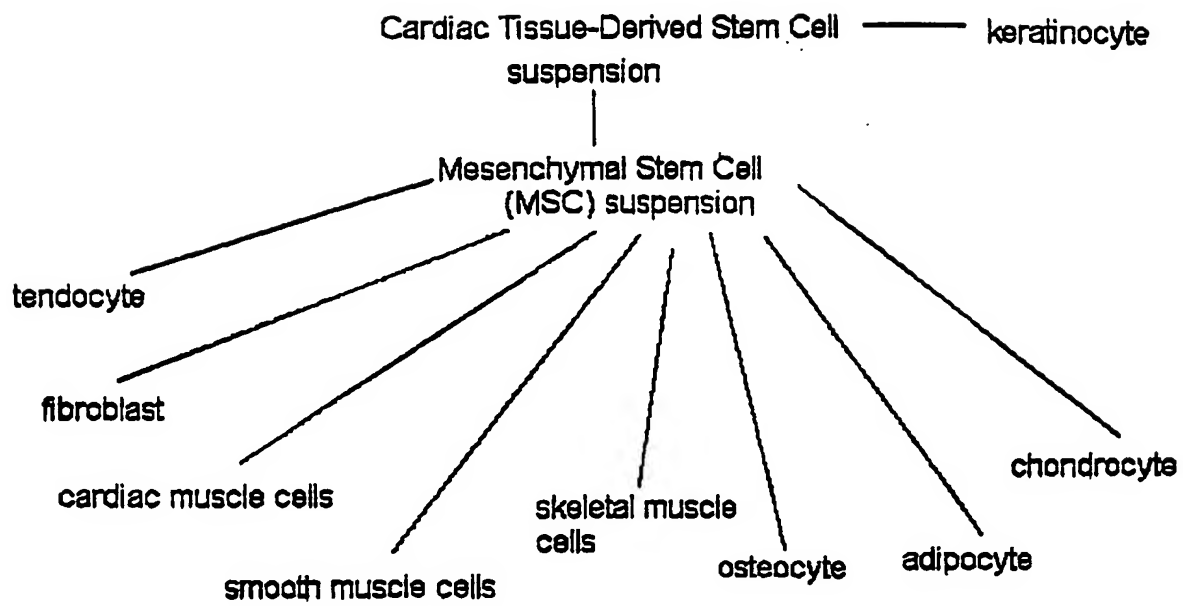 Cardiac Tissue-Derived Stem Cell
suspension
keratinocyte
Mesenchymal Stem Cell
(MSC) suspension
tendocyte
fibroblast
cardiac muscle cells
smooth muscle cells
skeletal muscle
cells
osteocyte
adipocyte
chondrocyte